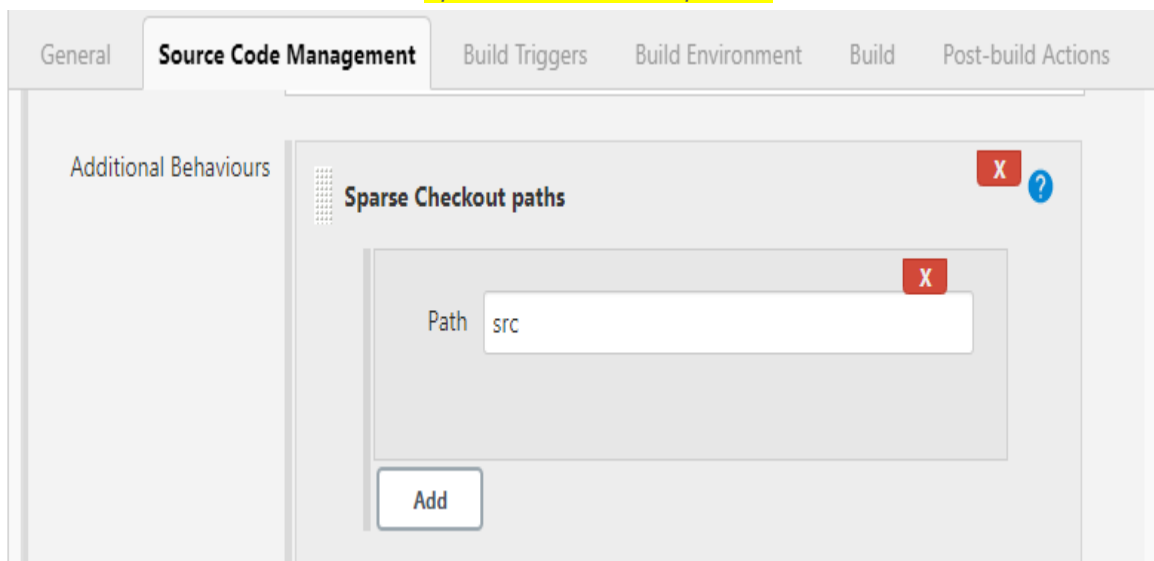 General Source Code Management Build Triggers Build Environment Build Post-build Actions
Additional Behaviours
Sparse Checkout paths
X
?
X
Path src
Add